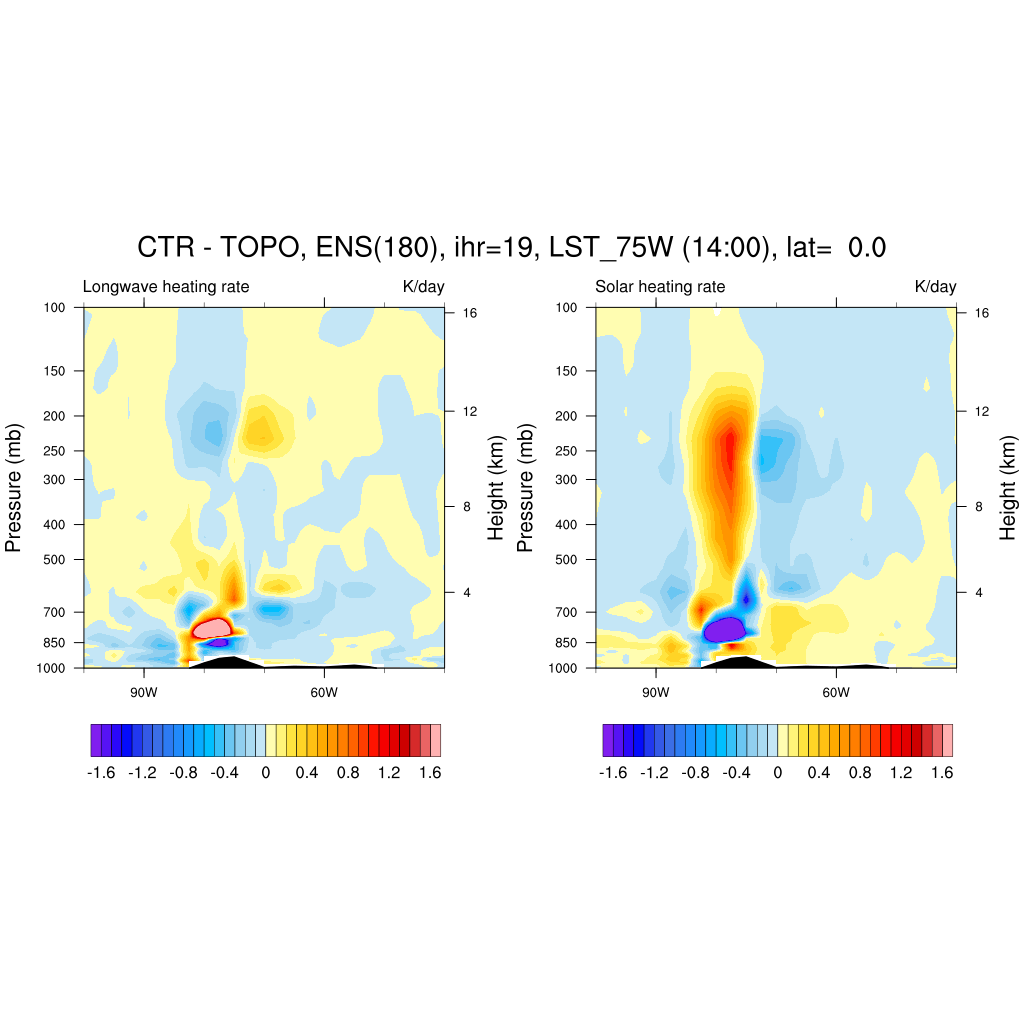 CTR - TOPO, ENS(180), ihr=19, LST_75W (14:00), lat=  0.0
Longwave heating rate K/day
100
150
200
250
300
400
500
700
850
1000
Pressure (mb)
16
12
8
4
Height (km)
90W 60W
-1.6 -1.2 -0.8 -0.4 0 0.4 0.8 1.2 1.6
Solar heating rate K/day
100
150
200
250
300
400
500
700
850
1000
Pressure (mb)
16
12
8
4
Height (km)
90W 60W
-1.6 -1.2 -0.8 -0.4 0 0.4 0.8 1.2 1.6